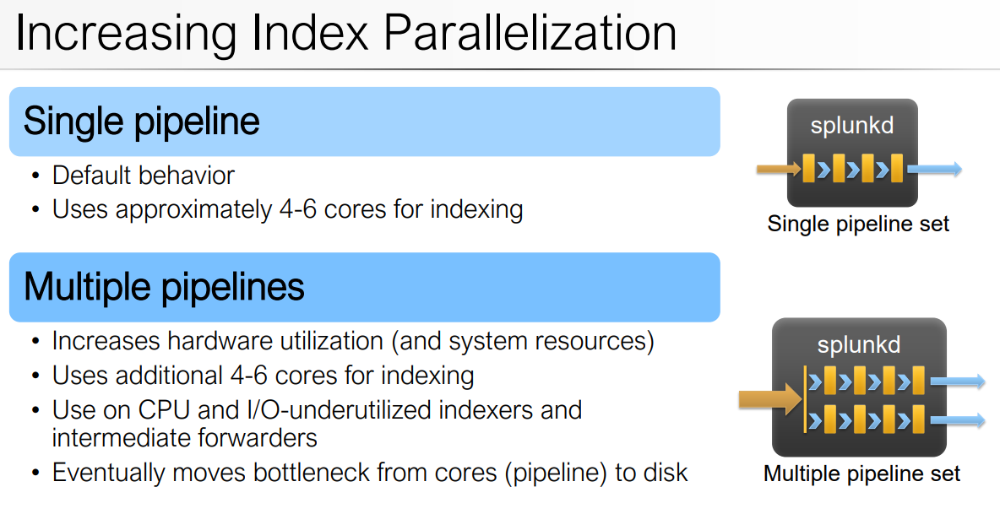 Increasing Index Parallelization
Single pipeline
• Default behavior
• Uses approximately 4-6 cores for indexing
splunkd
Single pipeline set
Multiple pipelines
• Increases hardware utilization (and system resources)
• Uses additional 4-6 cores for indexing
• Use on CPU and I/O-underutilized indexers and
intermediate forwarders
• Eventually moves bottleneck from cores (pipeline) to disk
splunkd
Multiple pipeline set